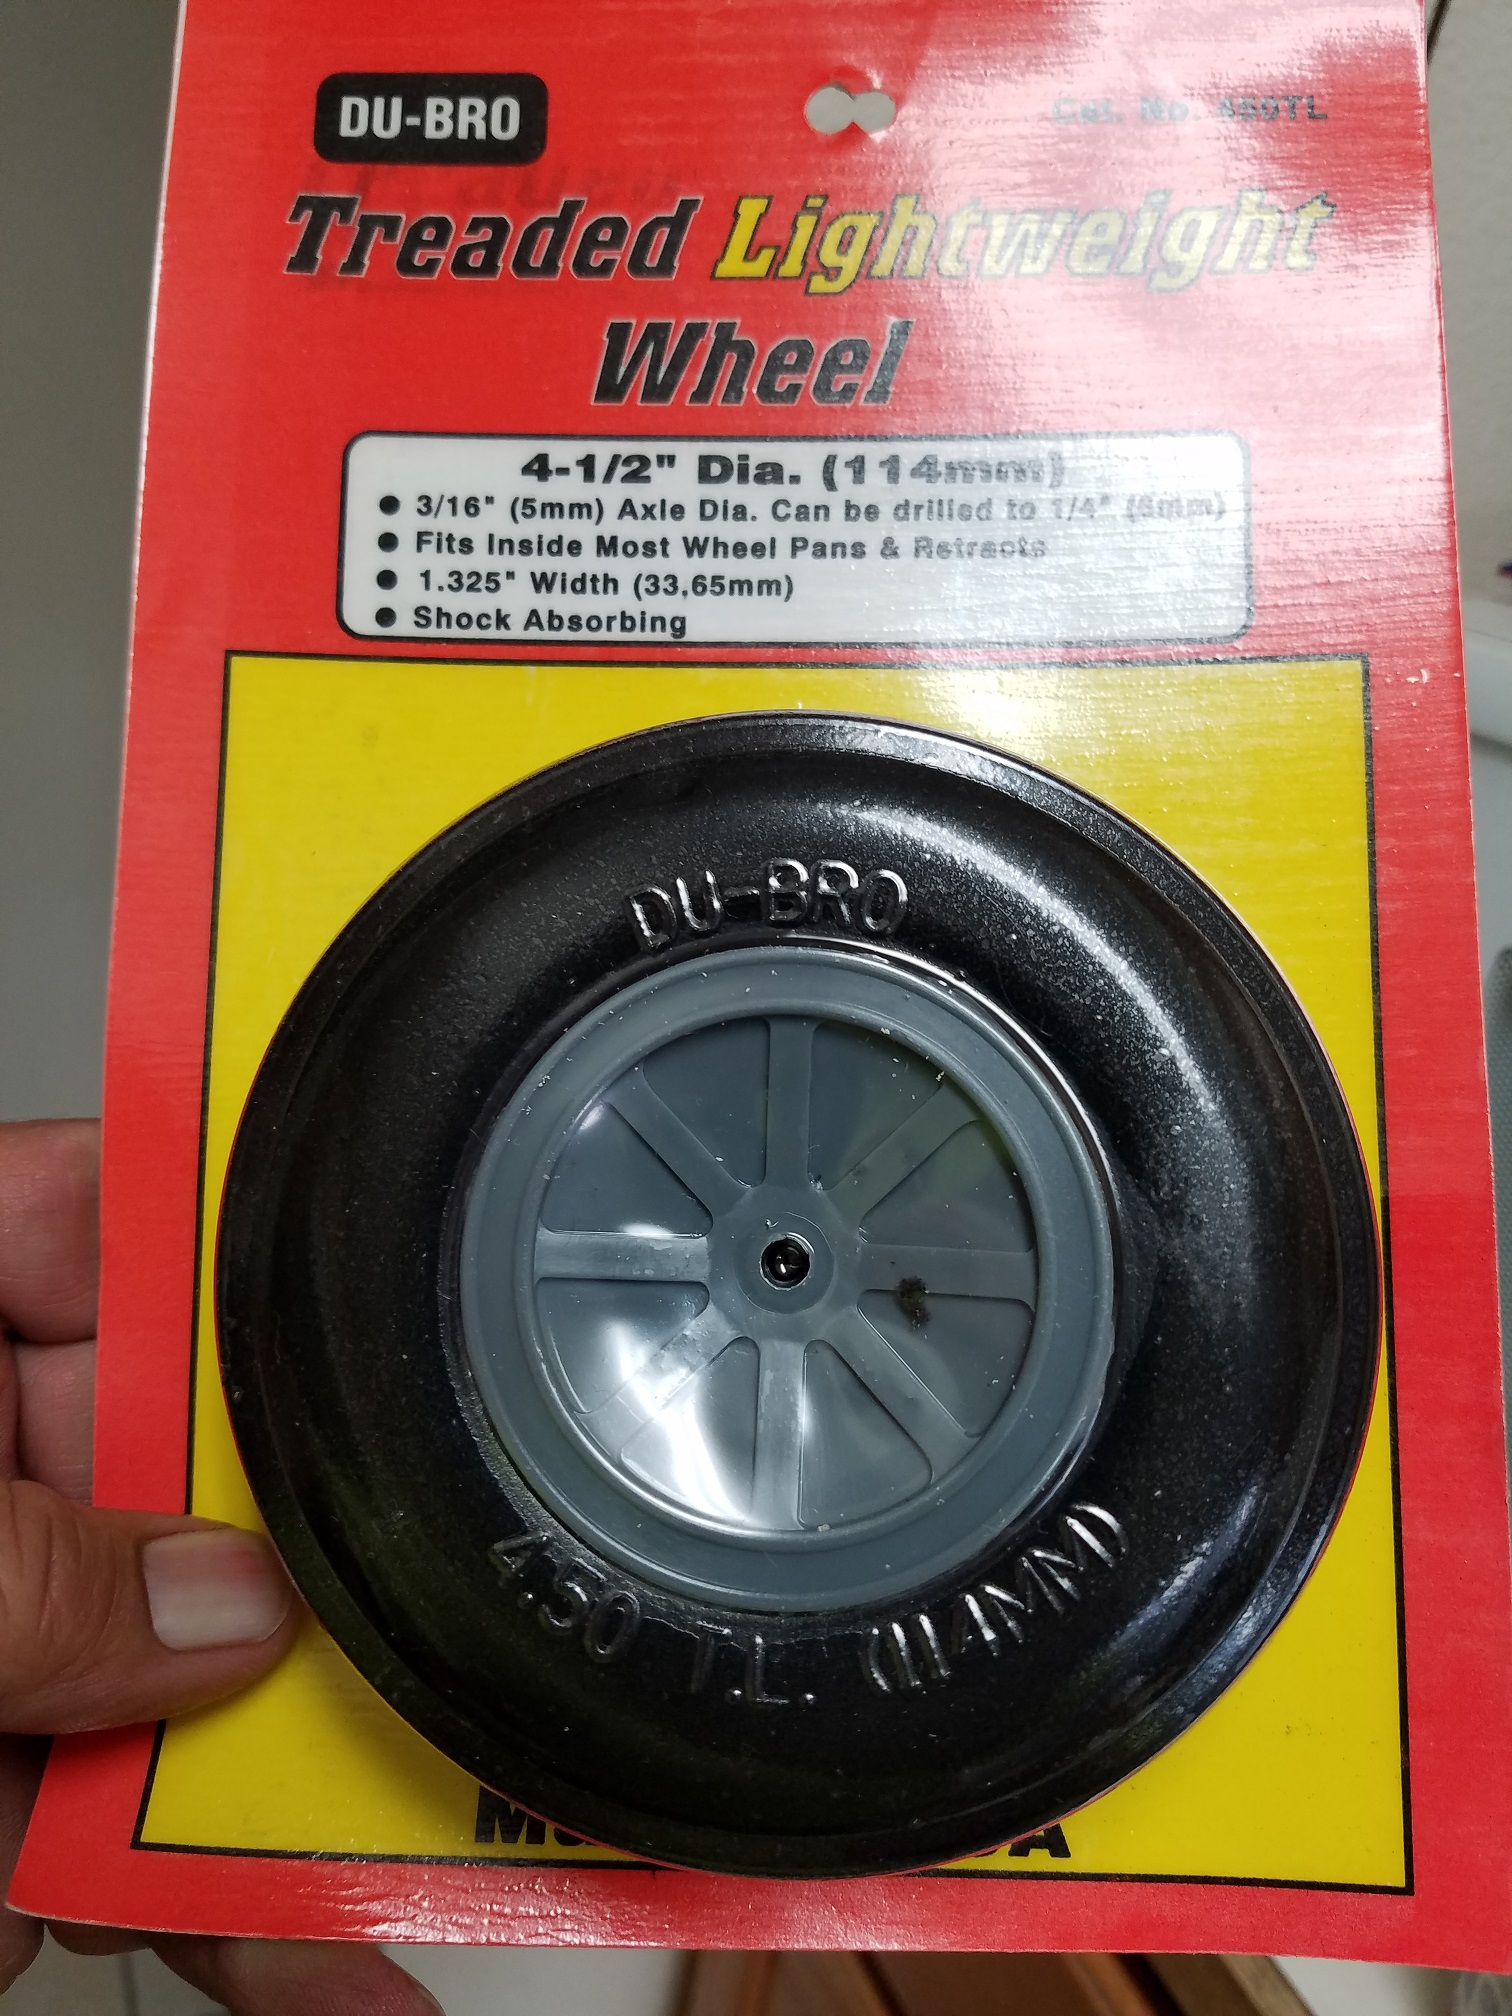 DU-BRO
Cat. No. 450TL
Treaded Lightweight
Wheel
4-1/2" Dia. (114mm)
● 3/16" (5mm) Axle Dia. Can be drilled to 1/4" (6mm)
● Fits Inside Most Wheel Pans & Retracts
● 1.325" Width (33,65mm)
● Shock Absorbing
DU-BRO
4.50 T.L. (114MM)